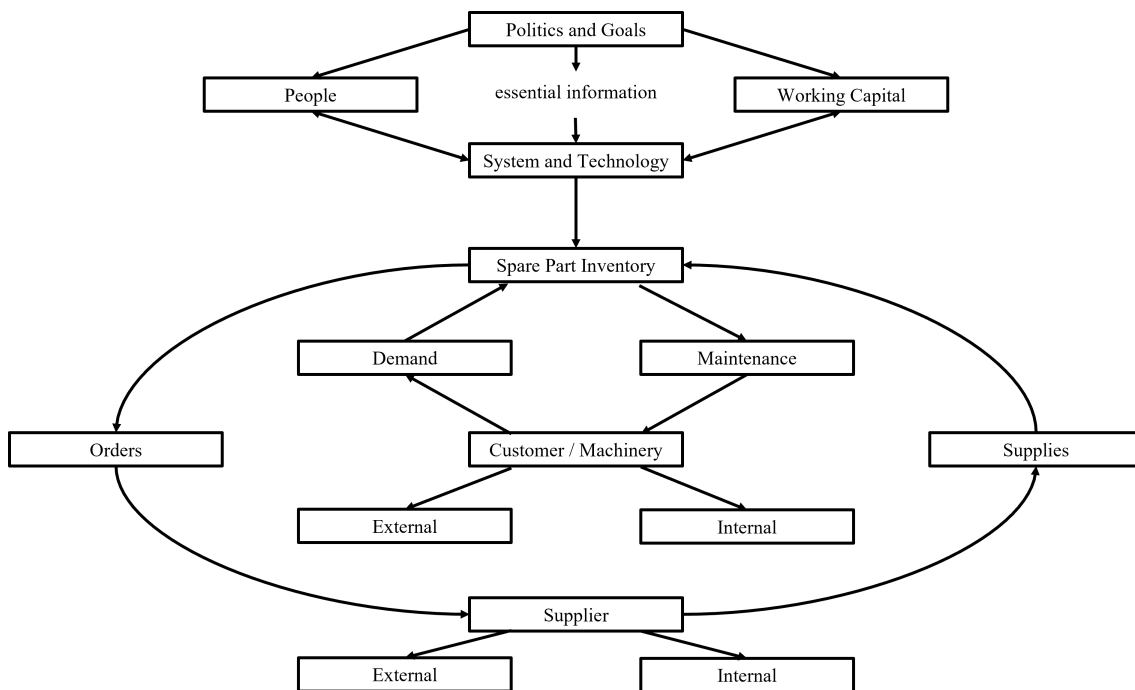 Politics and Goals
People
essential information
Working Capital
System and Technology
Spare Part Inventory
Demand
Maintenance
Orders
Customer / Machinery
Supplies
External
Internal
Supplier
External
Internal